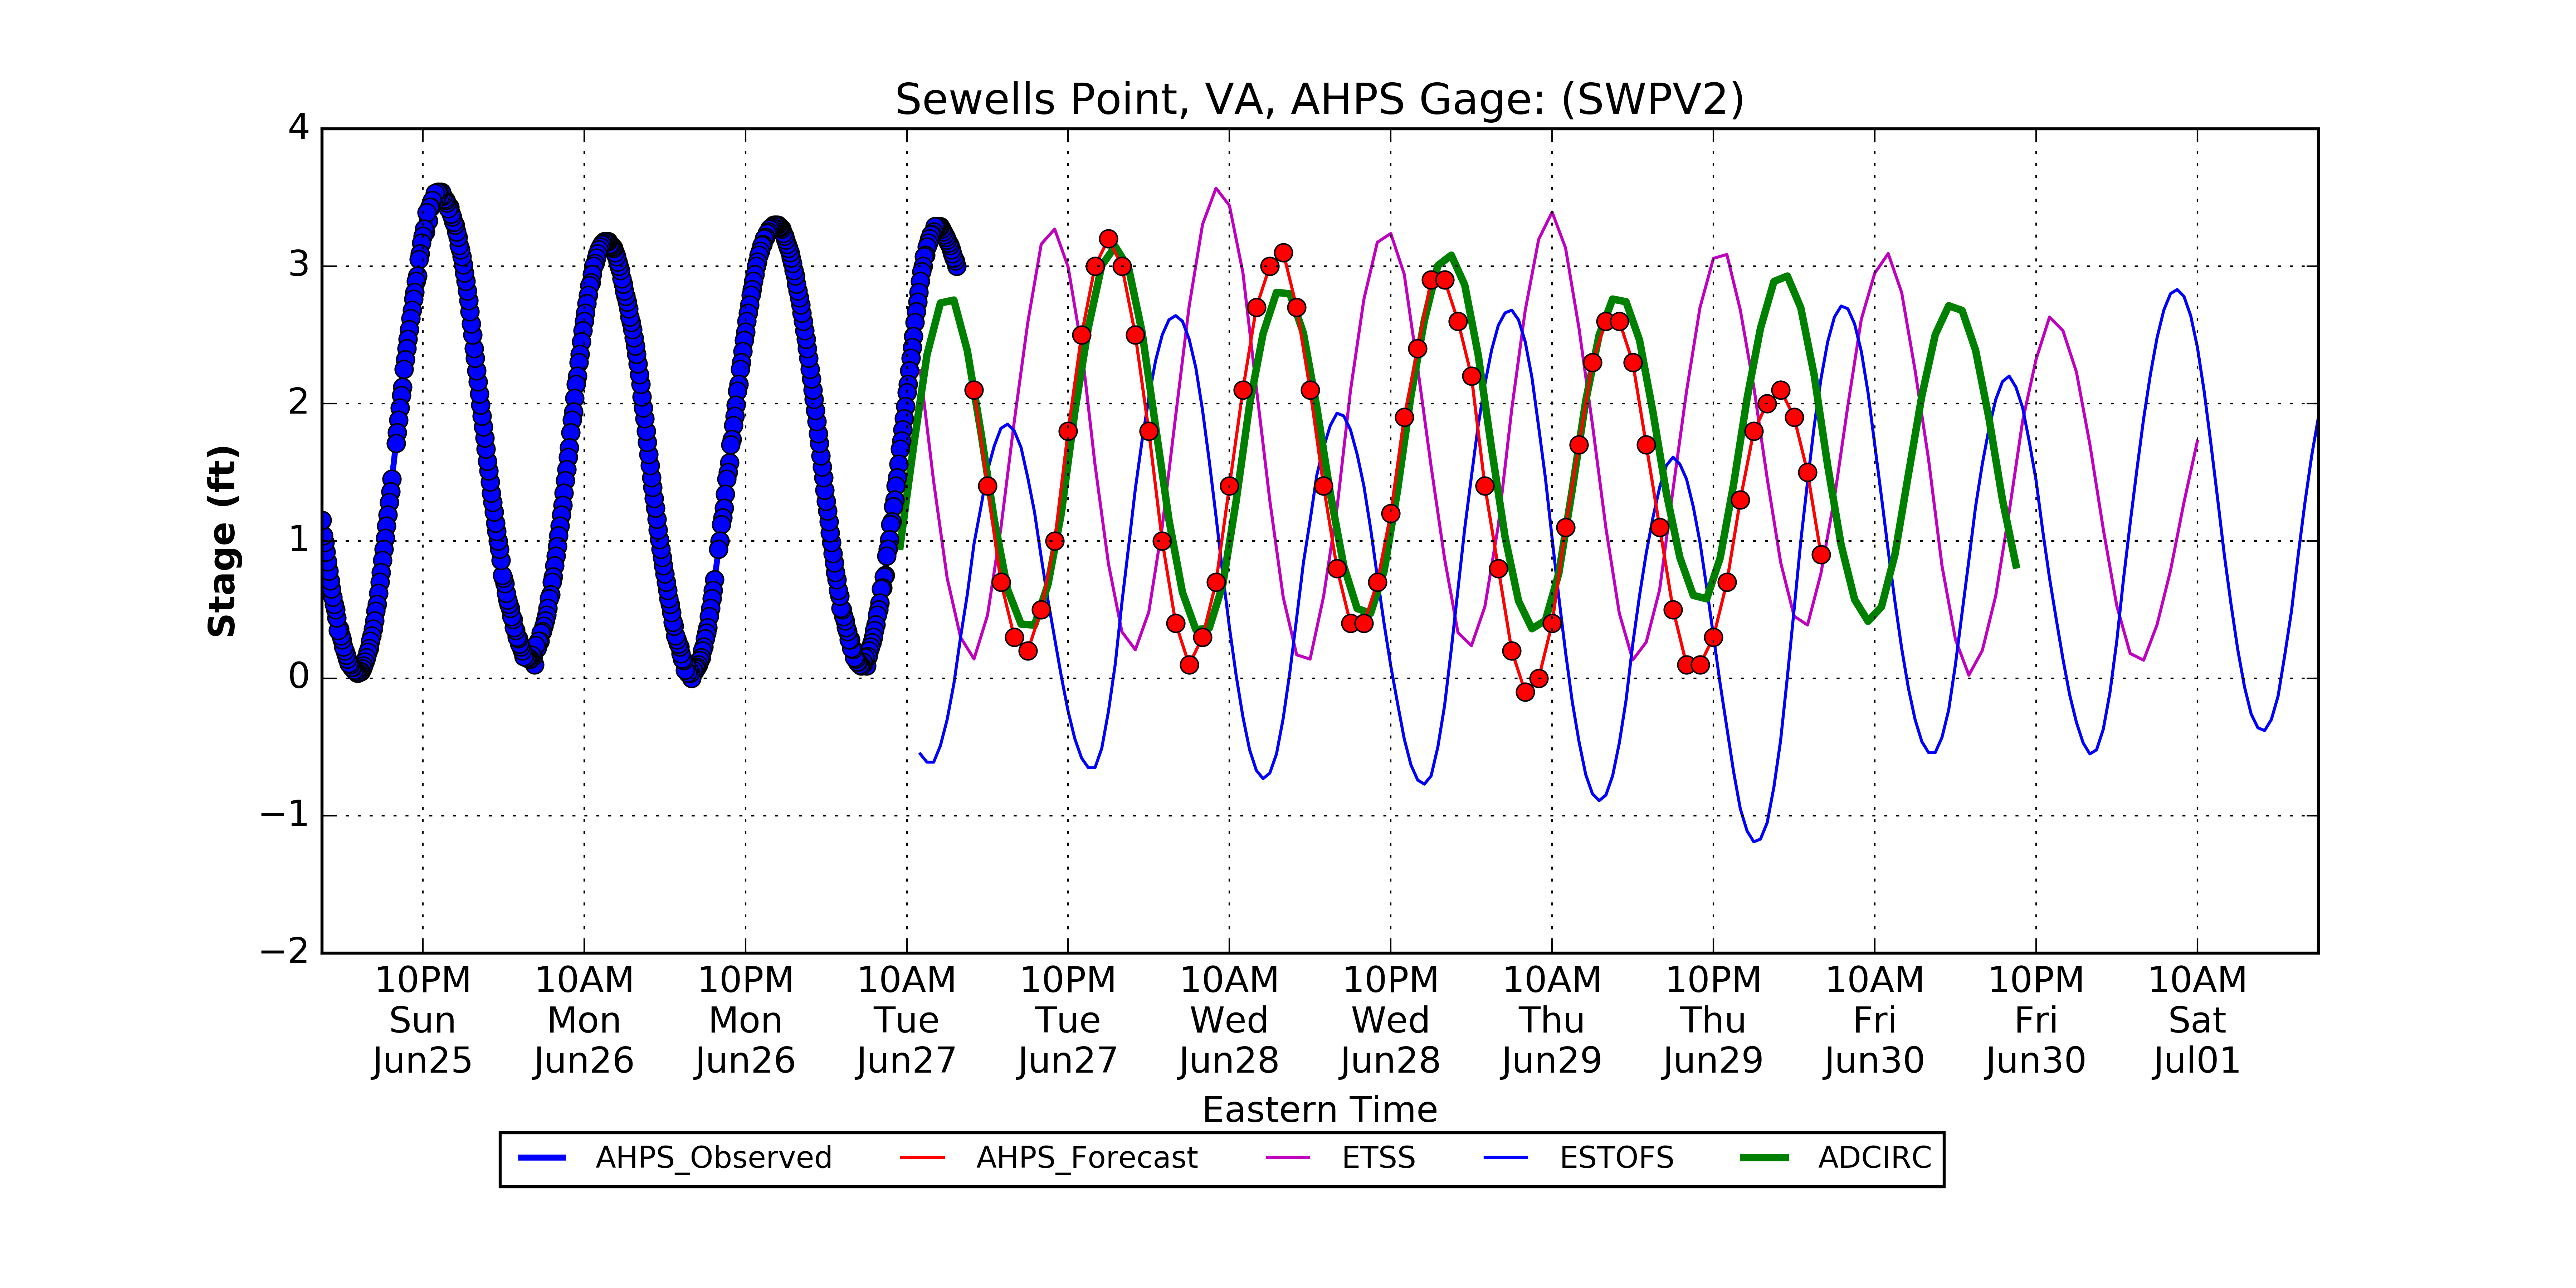 Sewells Point, VA, AHPS Gage: (SWPV2)
4
3
2
1
0
−1
−2
Stage (ft)
10PM 10AM 10PM 10AM 10PM 10AM 10PM 10AM 10PM 10AM 10PM 10AM
Sun Mon Mon Tue Tue Wed Wed Thu Thu Fri Fri Sat
Jun25 Jun26 Jun26 Jun27 Jun27 Jun28 Jun28 Jun29 Jun29 Jun30 Jun30 Jul01
Eastern Time
AHPS_Observed AHPS_Forecast ETSS ESTOFS ADCIRC